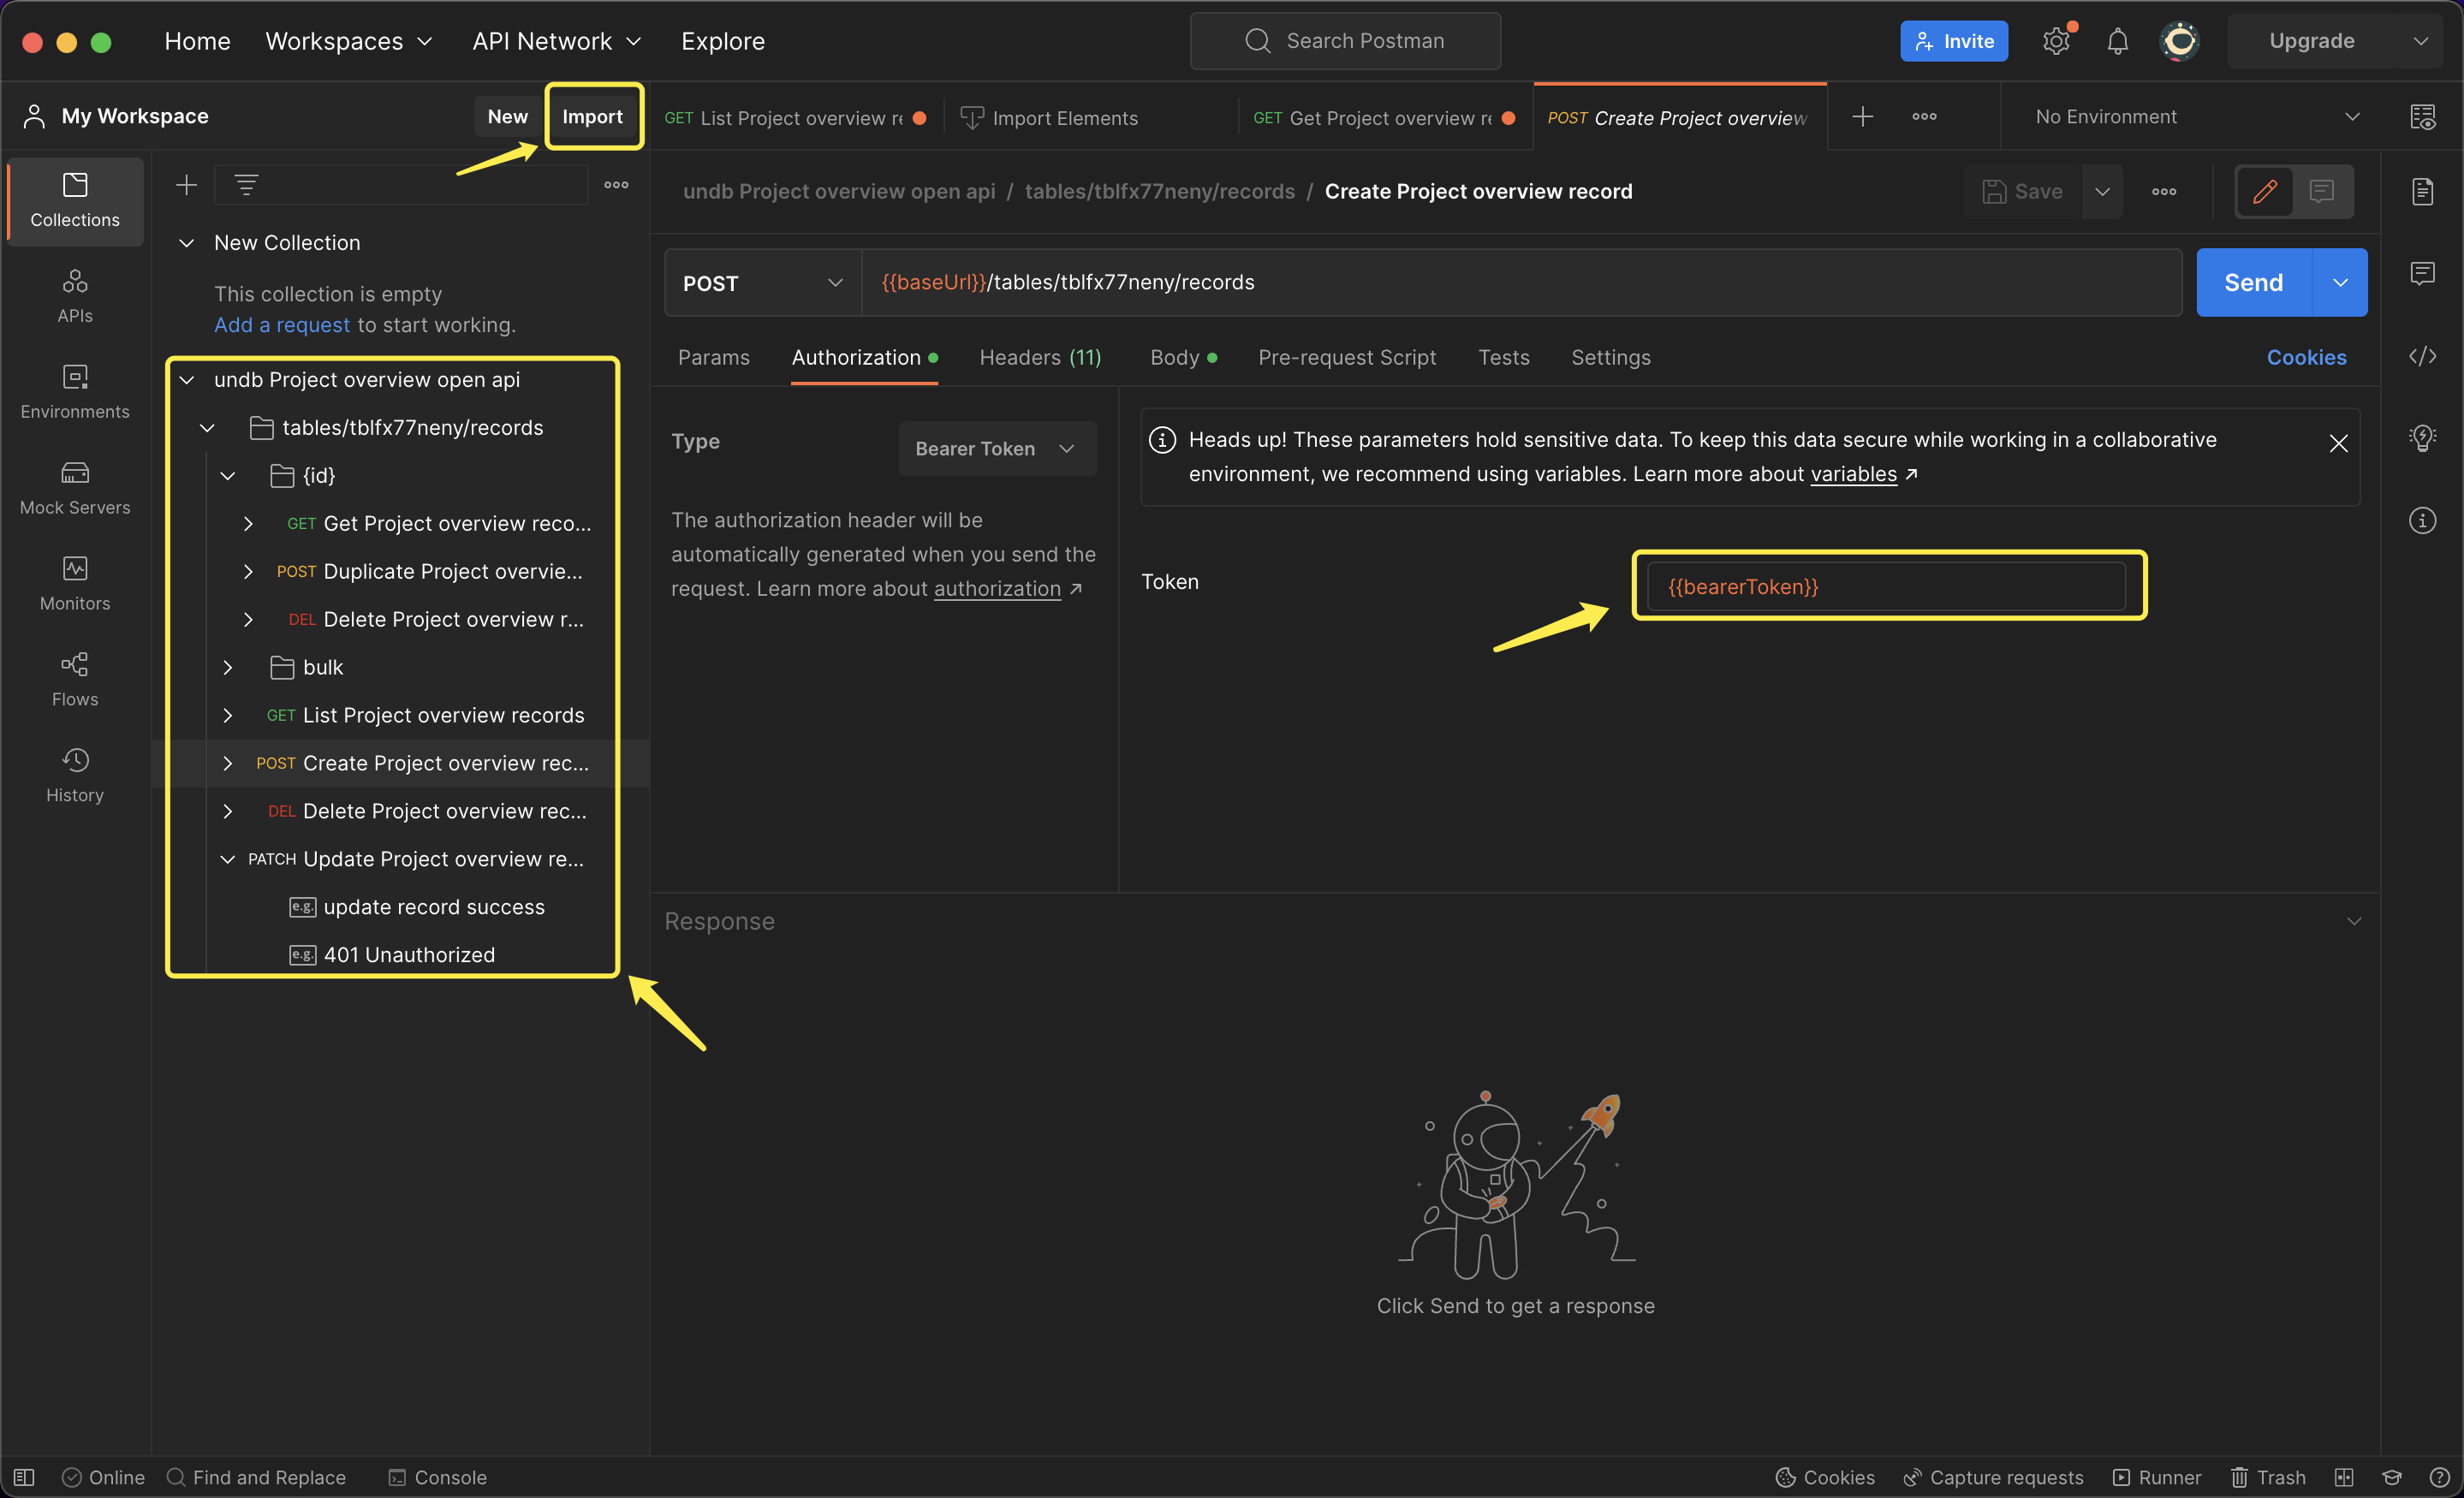 Home Workspaces API Network Explore Search Postman Invite Upgrade
My Workspace New Import
GET List Project overview re Import Elements GET Get Project overview re POST Create Project overview No Environment
Collections
APIs
Environments
Mock Servers
Monitors
Flows
History
New Collection
This collection is empty
Add a request to start working.
undb Project overview open api
tables/tblfx77neny/records
{id}
GET Get Project overview reco...
POST Duplicate Project overvie...
DEL Delete Project overview r...
bulk
GET List Project overview records
POST Create Project overview rec...
DEL Delete Project overview rec...
PATCH Update Project overview re...
e.g. update record success
e.g. 401 Unauthorized
undb Project overview open api / tables/tblfx77neny/records / Create Project overview record Save
POST {{baseUrl}}/tables/tblfx77neny/records Send
Params Authorization Headers (11) Body Pre-request Script Tests Settings Cookies
Type Bearer Token
The authorization header will be
automatically generated when you send the
request. Learn more about authorization ↗
Heads up! These parameters hold sensitive data. To keep this data secure while working in a collaborative
environment, we recommend using variables. Learn more about variables ↗
Token {{bearerToken}}
Response
Click Send to get a response
Online Find and Replace Console Cookies Capture requests Runner Trash